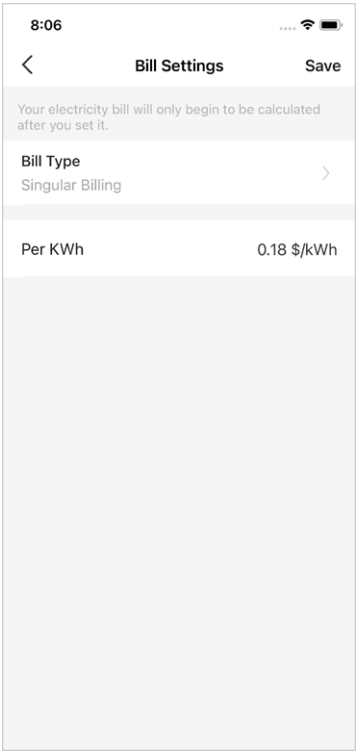 8:06
Bill Settings
Save
Your electricity bill will only begin to be calculated
after you set it.
Bill Type
Singular Billing
Per KWh
0.18 $/kWh